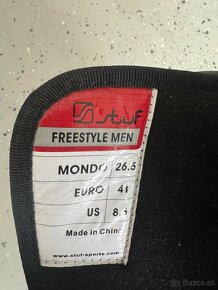 stuf
FREESTYLE MEN
MONDO 26.5
EURO 41
US 8.5
Made in China
www.stuf-sports.com
bazos.sk